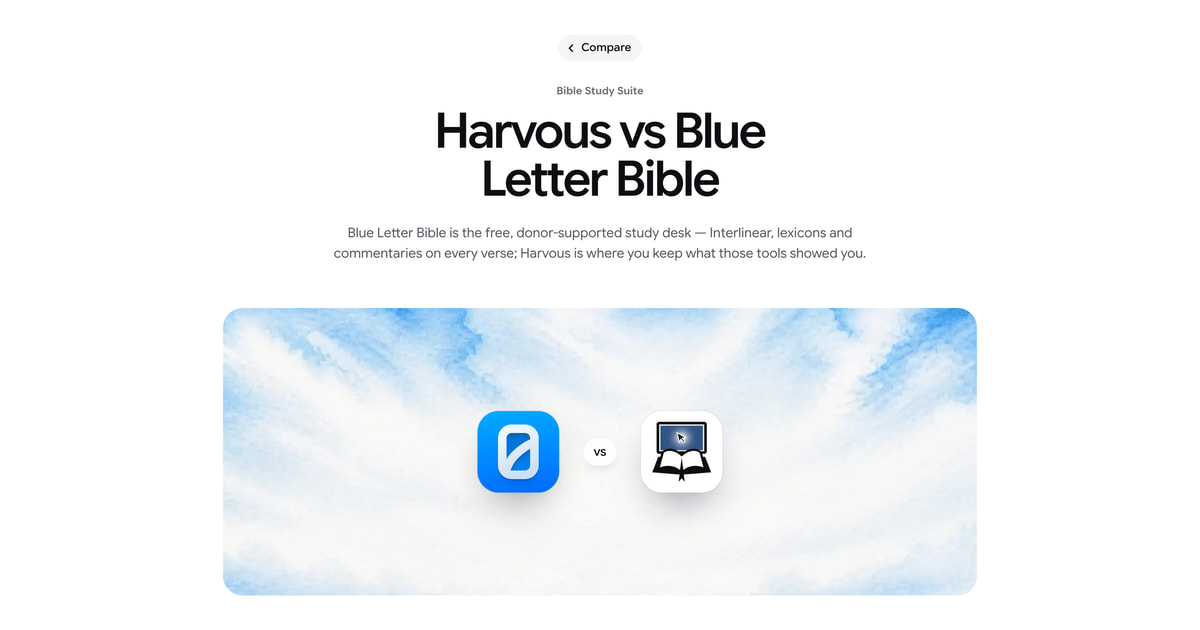 Compare
Bible Study Suite
Harvous vs Blue
Letter Bible
Blue Letter Bible is the free, donor-supported study desk — Interlinear, lexicons and
commentaries on every verse; Harvous is where you keep what those tools showed you.
vs